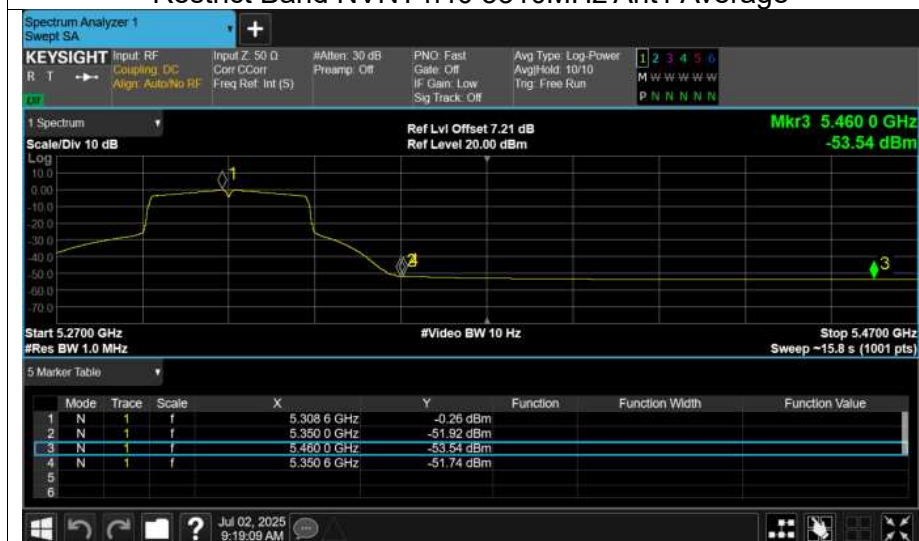 Spectrum Analyzer 1
Swept SA
+
KEYSIGHT Input: RF Input Z: 50 Ω #Atten: 30 dB PNO: Fast Avg Type: Log-Power 1 2 3 4 5 6
R T Coupling: DC Corr CCorr Preamp: Off Gate: Off Avg|Hold: 10/10 M W W W W W
Align: Auto/No RF Freq Ref: Int (S) IF Gain: Low Trig: Free Run
Sig Track: Off P N N N N N
1 Spectrum Ref Lvl Offset 7.21 dB Mkr3 5.460 0 GHz
Scale/Div 10 dB Ref Level 20.00 dBm -53.54 dBm
Log
10.0
0.00
-10.0
-20.0
-30.0
-40.0
-50.0
-60.0
-70.0
1
3
Start 5.2700 GHz #Video BW 10 Hz Stop 5.4700 GHz
#Res BW 1.0 MHz Sweep ~15.8 s (1001 pts)
5 Marker Table
Mode Trace Scale X Y Function Function Width Function Value
1 N 1 f 5.308 6 GHz -0.26 dBm
2 N 1 f 5.350 0 GHz -51.92 dBm
3 N 1 f 5.460 0 GHz -53.54 dBm
4 N 1 f 5.350 6 GHz -51.74 dBm
5
6
? Jul 02, 2025
9:19:09 AM